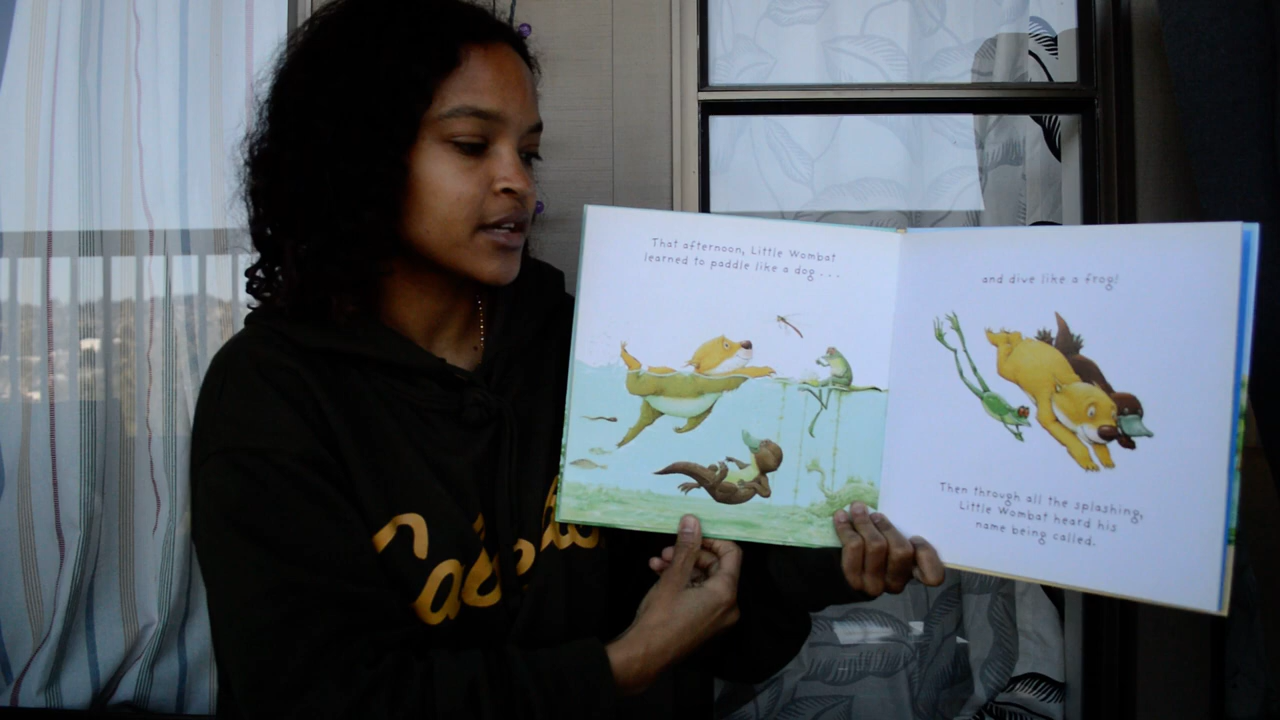 That afternoon, Little Wombat
learned to paddle like a dog . . .
and dive like a frog!
Then through all the splashing,
Little Wombat heard his
name being called.